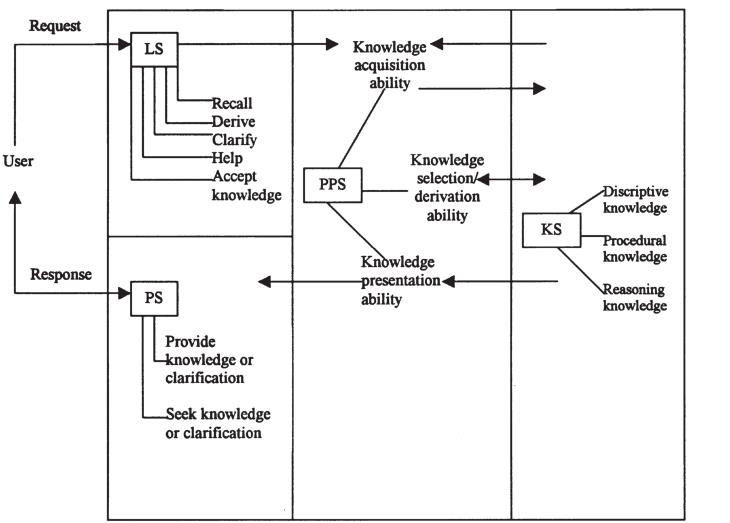 Request
LS
Recall
Derive
Clarify
Help
Accept
knowledge
User
Response
PS
Provide
knowledge or
clarification
Seek knowledge
or clarification
Knowledge
acquisition
ability
PPS
Knowledge
selection/
derivation
ability
Knowledge
presentation
ability
KS
Discriptive
knowledge
Procedural
knowledge
Reasoning
knowledge